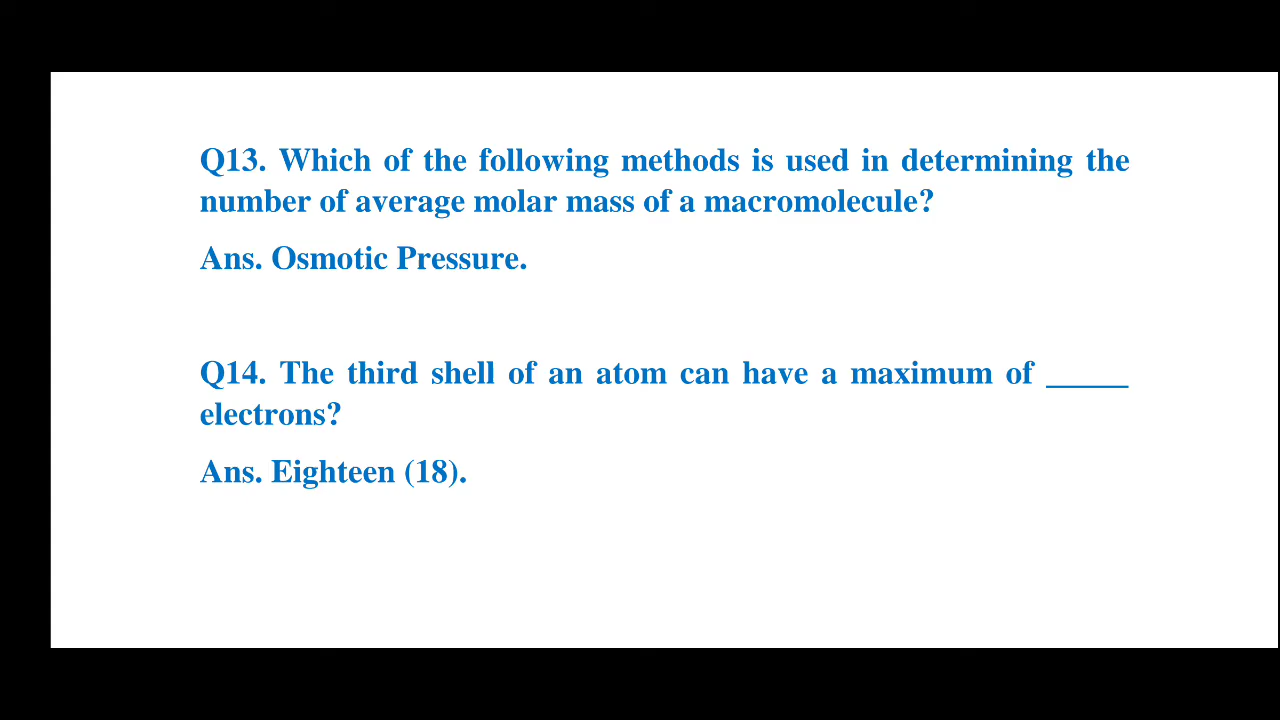 Q13. Which of the following methods is used in determining the
number of average molar mass of a macromolecule?
Ans. Osmotic Pressure.
Q14. The third shell of an atom can have a maximum of _____
electrons?
Ans. Eighteen (18).